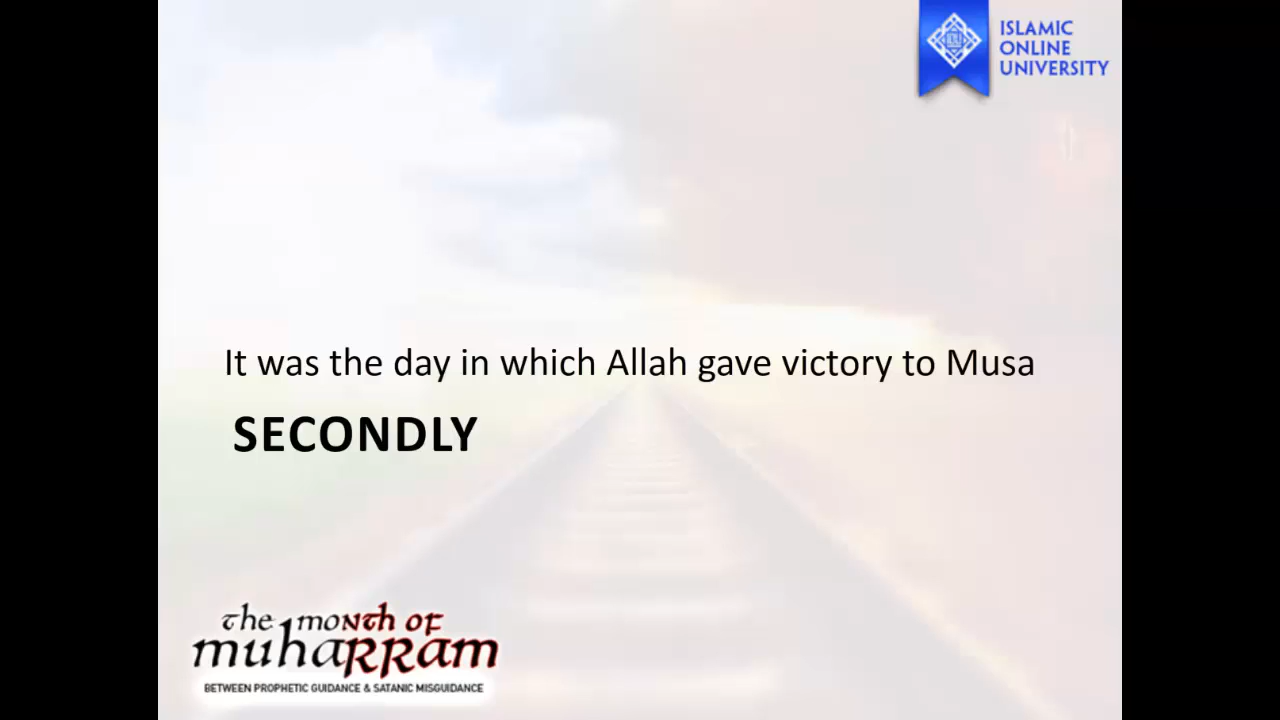 ISLAMIC
ONLINE
UNIVERSITY
It was the day in which Allah gave victory to Musa
SECONDLY
the month of
muharram
BETWEEN PROPHETIC GUIDANCE & SATANIC MISGUIDANCE